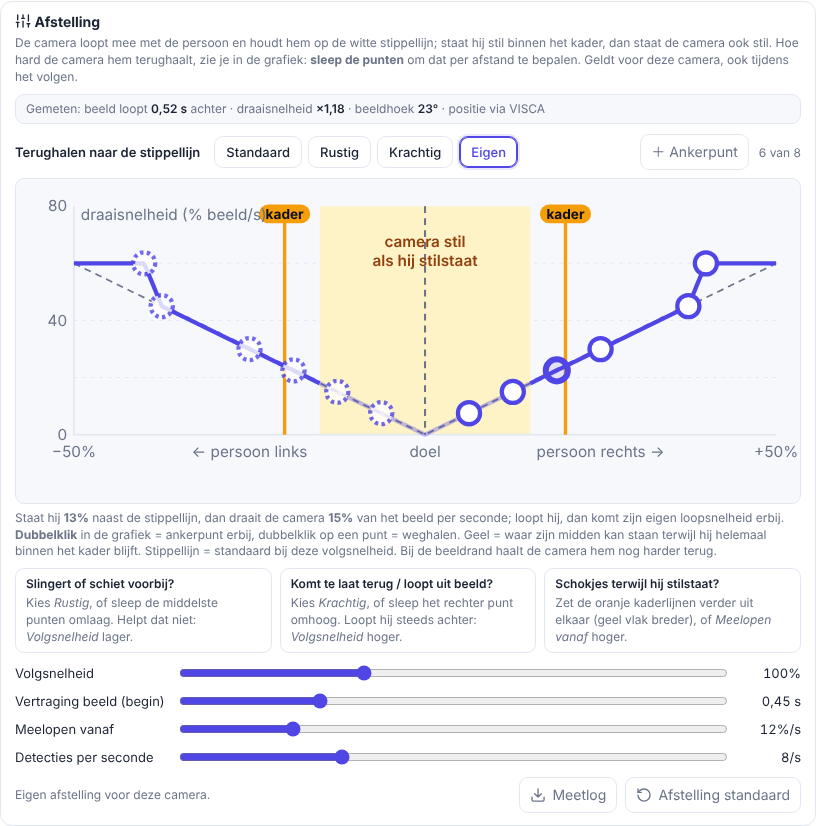 Afstelling
De camera loopt mee met de persoon en houdt hem op de witte stippellijn; staat hij stil binnen het kader, dan staat de camera ook stil. Hoe
hard de camera hem terughaalt, zie je in de grafiek: sleep de punten om dat per afstand te bepalen. Geldt voor deze camera, ook tijdens
het volgen.
Gemeten: beeld loopt 0,52 s achter · draaisnelheid ×1,18 · beeldhoek 23° · positie via VISCA
Terughalen naar de stippellijn Standaard Rustig Krachtig Eigen + Ankerpunt 6 van 8
80 draaisnelheid (% beeld/s) kader kader
camera stil
als hij stilstaat
40
0
−50% ← persoon links doel persoon rechts → +50%
Staat hij 13% naast de stippellijn, dan draait de camera 15% van het beeld per seconde; loopt hij, dan komt zijn eigen loopsnelheid erbij.
Dubbelklik in de grafiek = ankerpunt erbij, dubbelklik op een punt = weghalen. Geel = waar zijn midden kan staan terwijl hij helemaal
binnen het kader blijft. Stippellijn = standaard bij deze volgsnelheid. Bij de beeldrand haalt de camera hem nog harder terug.
Slingert of schiet voorbij?
Kies Rustig, of sleep de middelste
punten omlaag. Helpt dat niet:
Volgsnelheid lager.
Komt te laat terug / loopt uit beeld?
Kies Krachtig, of sleep het rechter punt
omhoog. Loopt hij steeds achter:
Volgsnelheid hoger.
Schokjes terwijl hij stilstaat?
Zet de oranje kaderlijnen verder uit
elkaar (geel vlak breder), of Meelopen
vanaf hoger.
Volgsnelheid 100%
Vertraging beeld (begin) 0,45 s
Meelopen vanaf 12%/s
Detecties per seconde 8/s
Eigen afstelling voor deze camera. Meetlog Afstelling standaard